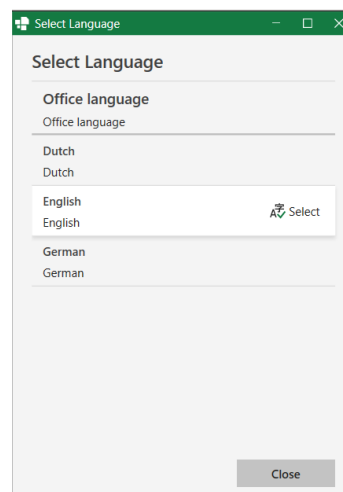 Select Language
Select Language
Office language
Office language
Dutch
Dutch
English
English
Select
German
German
Close